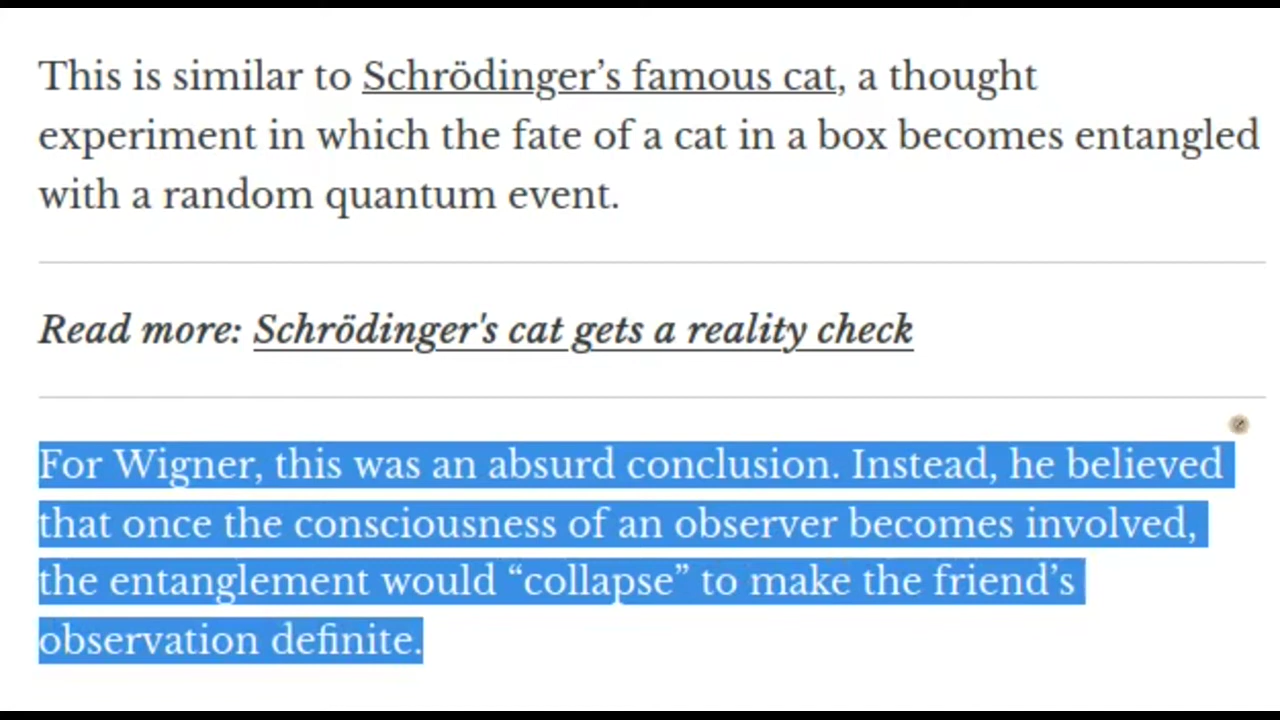 This is similar to Schrödinger’s famous cat, a thought
experiment in which the fate of a cat in a box becomes entangled
with a random quantum event.
Read more: Schrödinger's cat gets a reality check
For Wigner, this was an absurd conclusion. Instead, he believed
that once the consciousness of an observer becomes involved,
the entanglement would “collapse” to make the friend’s
observation definite.